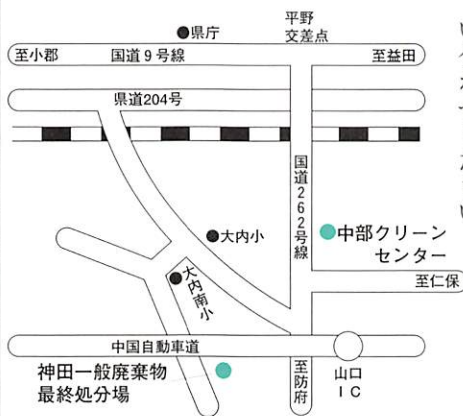 ●県庁
平野
交差点
至小郡
国道9号線
至益田
県道204号
国道262号線
●大内小
●中部クリーン
センター
●大内南小
至仁保
中国自動車道
神田一般廃棄物
最終処分場
至防府
山口
IC